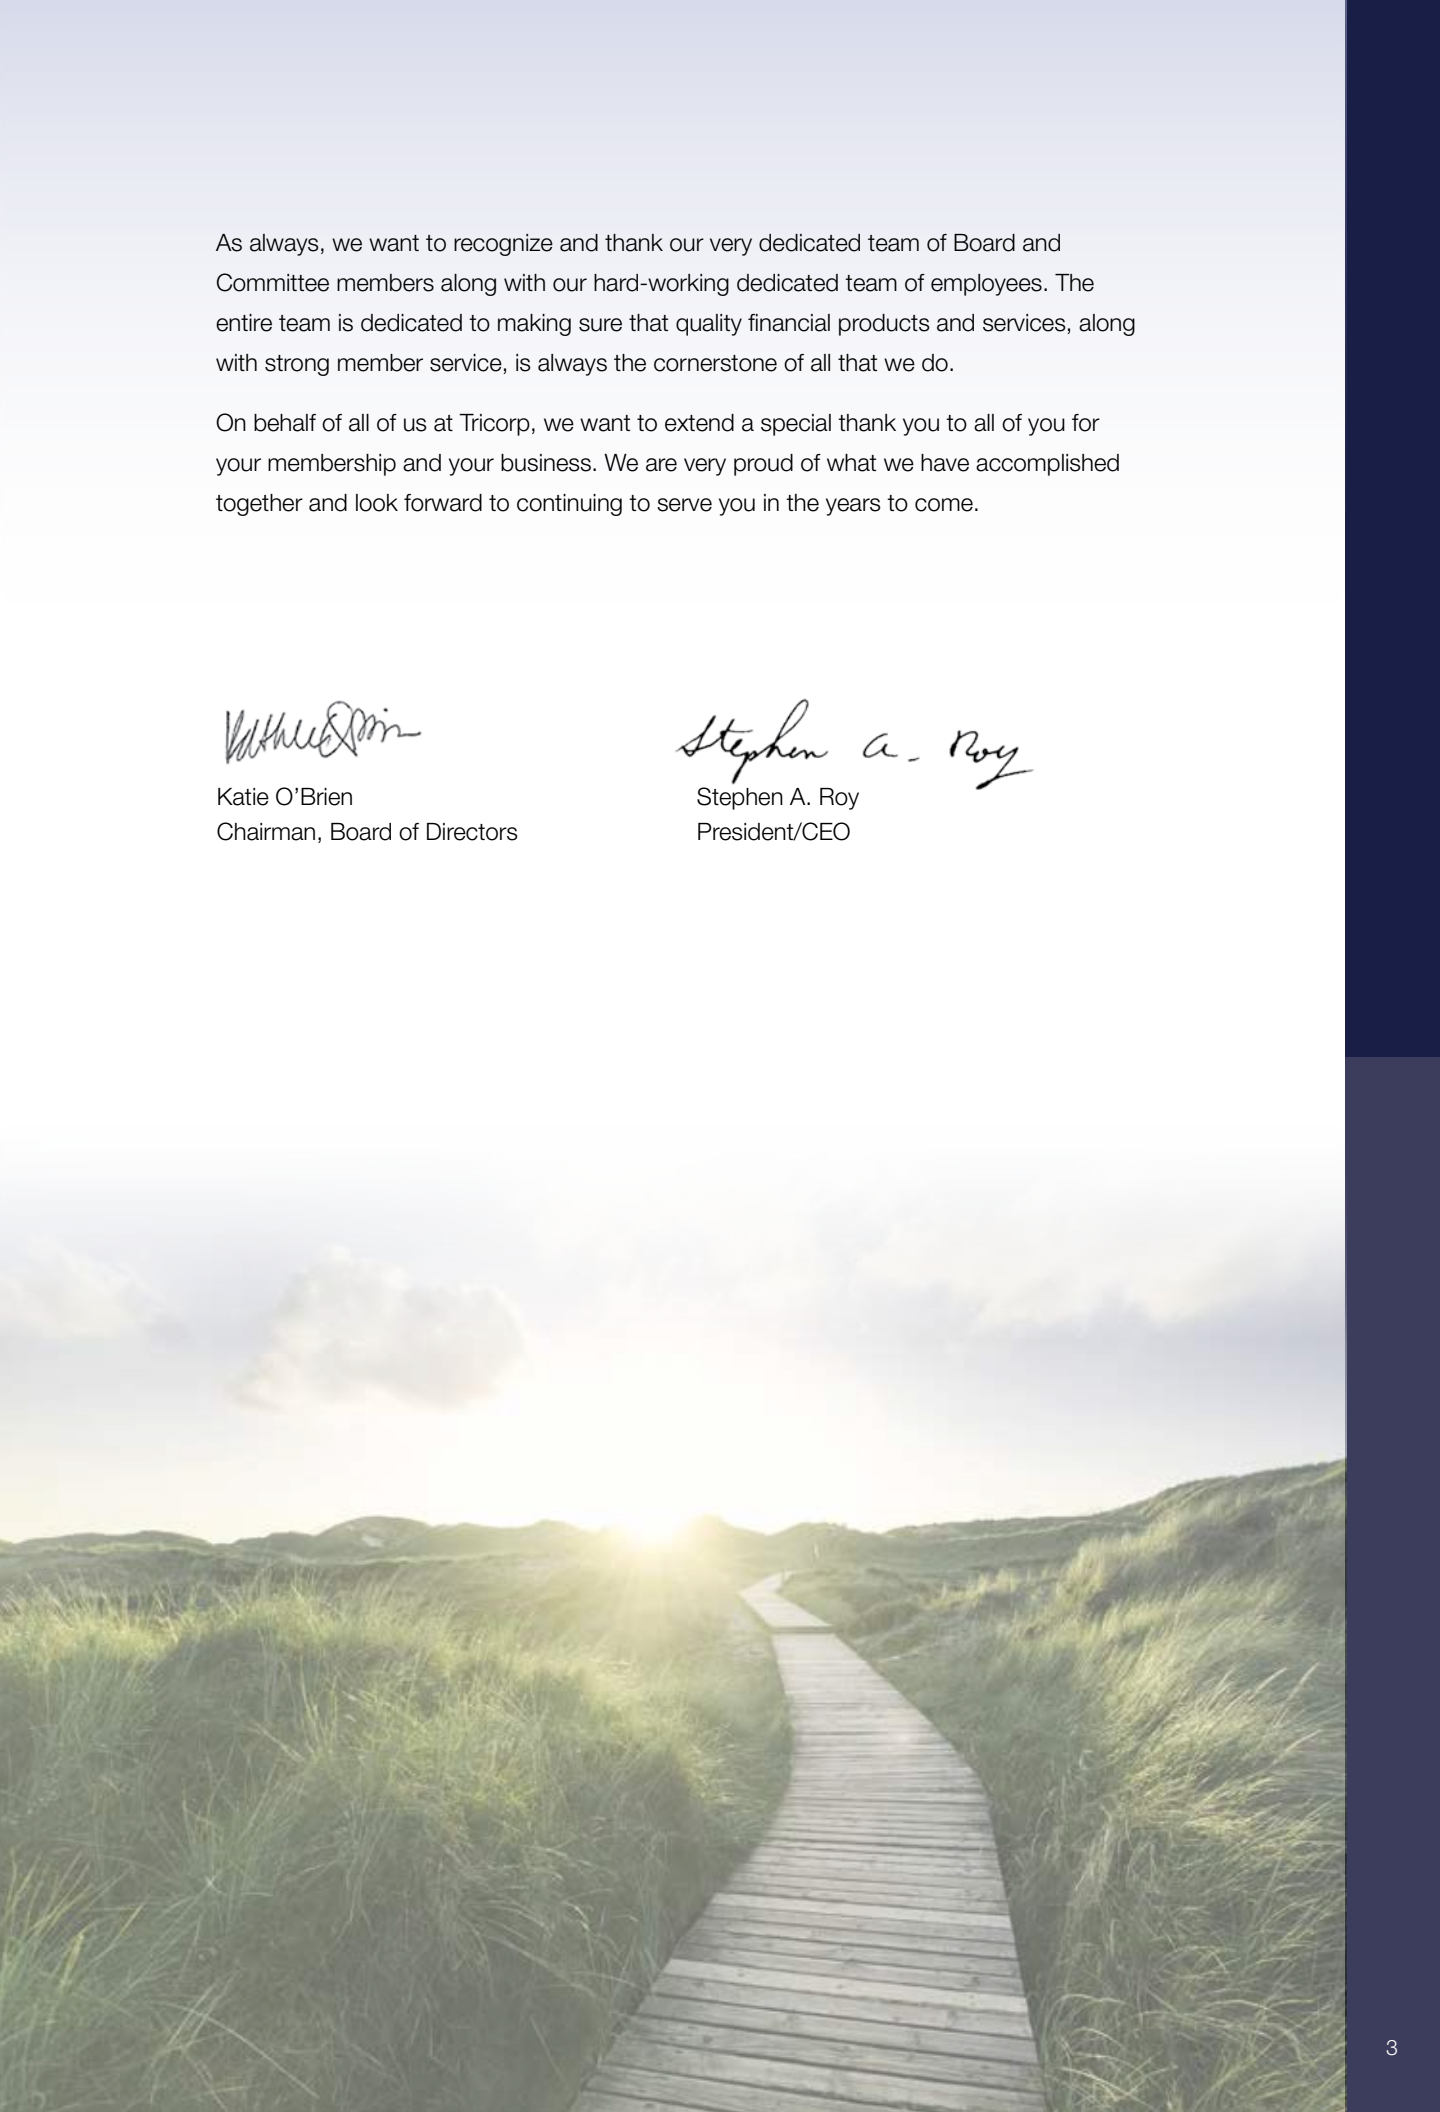 As always, we want to recognize and thank our very dedicated team of Board and
Committee members along with our hard-working dedicated team of employees. The
entire team is dedicated to making sure that quality financial products and services, along
with strong member service, is always the cornerstone of all that we do.
On behalf of all of us at Tricorp, we want to extend a special thank you to all of you for
your membership and your business. We are very proud of what we have accomplished
together and look forward to continuing to serve you in the years to come.
Stephen A. Roy
Katie O’Brien
Chairman, Board of Directors
Stephen A. Roy
President/CEO
3